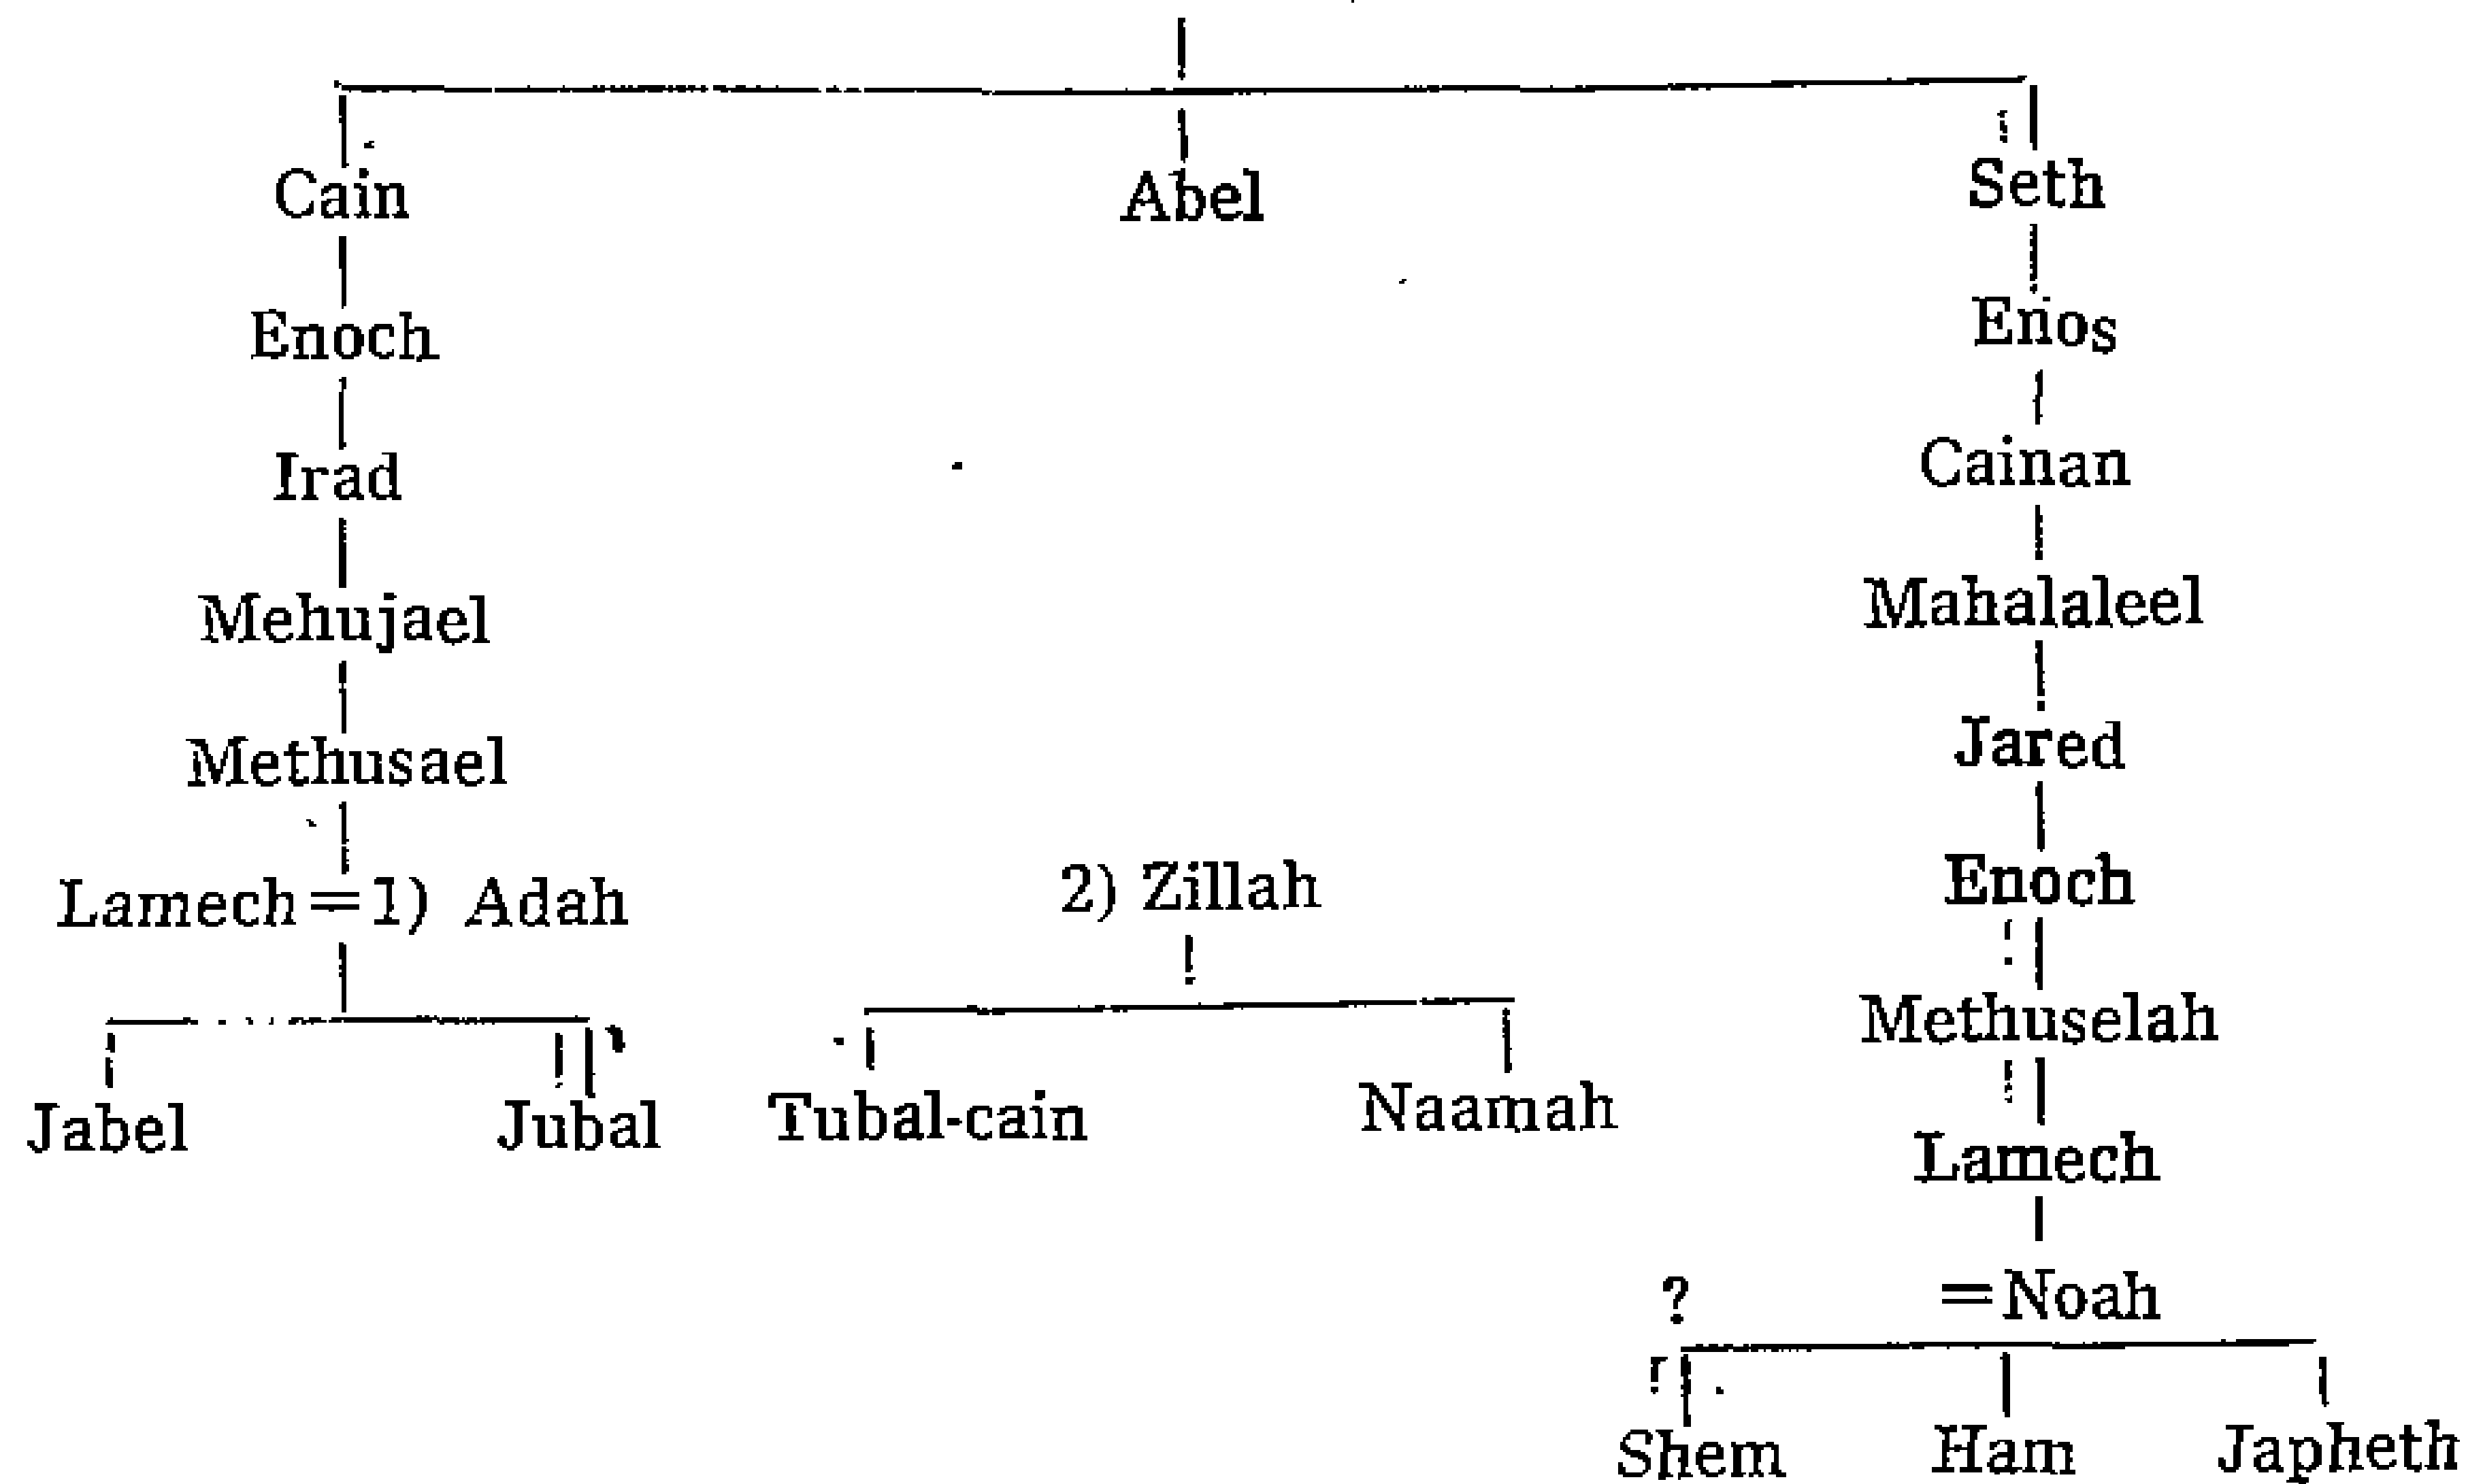 Cain Abel Seth
Enoch Enos
Irad Cainan
Mehujael Mahalaleel
Methusael Jared
Lamech=1) Adah 2) Zillah Enoch
Methuselah
Jabel Jubal Tubal-cain Naamah
Lamech
? =Noah
Shem Ham Japheth